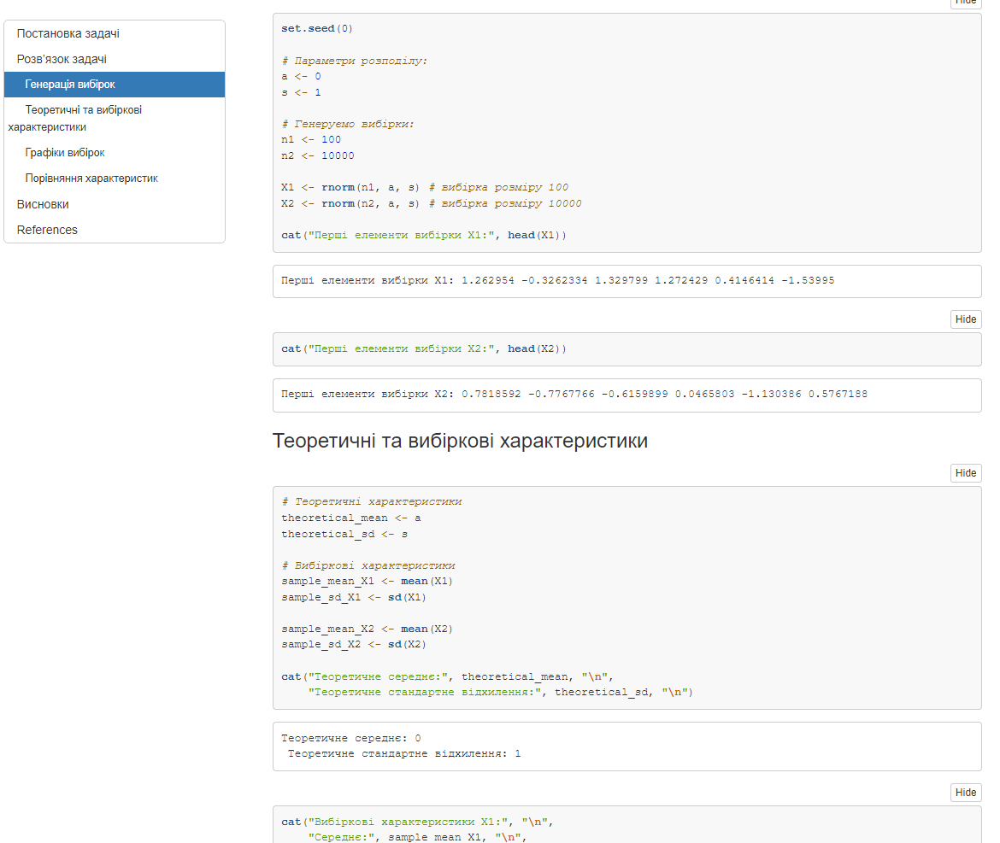 Hide
Постановка задачі
Розв'язок задачі
Генерація вибірок
Теоретичні та вибіркові
характеристики
Графіки вибірок
Порівняння характеристик
Висновки
References
set.seed(0)
# Параметри розподілу:
a <- 0
s <- 1
# Генеруємо вибірки:
n1 <- 100
n2 <- 10000
X1 <- rnorm(n1, a, s) # вибірка розміру 100
X2 <- rnorm(n2, a, s) # вибірка розміру 10000
cat("Перші елементи вибірки X1:", head(X1))
Перші елементи вибірки X1: 1.262954 -0.3262334 1.329799 1.272429 0.4146414 -1.53995
Hide
cat("Перші елементи вибірки X2:", head(X2))
Перші елементи вибірки X2: 0.7818592 -0.7767766 -0.6159899 0.0465803 -1.130386 0.5767188
Теоретичні та вибіркові характеристики
Hide
# Теоретичні характеристики
theoretical_mean <- a
theoretical_sd <- s
# Вибіркові характеристики
sample_mean_X1 <- mean(X1)
sample_sd_X1 <- sd(X1)
sample_mean_X2 <- mean(X2)
sample_sd_X2 <- sd(X2)
cat("Теоретичне середнє:", theoretical_mean, "\n",
"Теоретичне стандартне відхилення:", theoretical_sd, "\n")
Теоретичне середнє: 0
Теоретичне стандартне відхилення: 1
Hide
cat("Вибіркові характеристики X1:", "\n",
"Середнє:", sample_mean_X1, "\n",